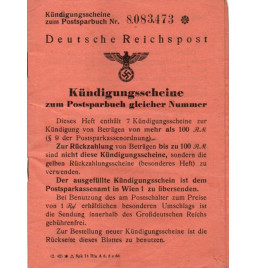 Kündigungsscheine
zum Postsparbuch Nr. 8.083.473
Deutsche Reichspost
Kündigungsscheine
zum Postsparbuch gleicher Nummer
Dieses Heft enthält 7 Kündigungsscheine zur
Kündigung von Beträgen von mehr als 100 RM
(§ 9 der Postsparkassenordnung).
Zur Rückzahlung von Beträgen bis zu 100 RM
sind nicht diese Kündigungsscheine, sondern die
gelben Rückzahlungsscheine (besonderes Heft) zu
verwenden.
Der ausgefüllte Kündigungsschein ist dem
Postsparkassenamt in Wien 1 zu übersenden.
Bei Benutzung des am Postschalter zum Preise
von 1 Rpf erhältlichen besonderen Umschlags ist
die Sendung innerhalb des Großdeutschen Reichs
gebührenfrei.
Zur Bestellung neuer Kündigungsscheine ist die
Rückseite dieses Blattes zu benutzen.